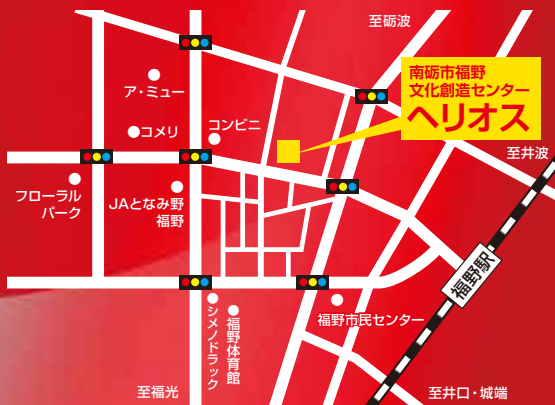 至砺波
南砺市福野
文化創造センター
ヘリオス
ア・ミュー
コメリ
コンビニ
至井波
フローラル
パーク
JAとなみ野
福野
福野駅
シメノドラック
福野体育館
福野市民センター
至福光
至井口・城端